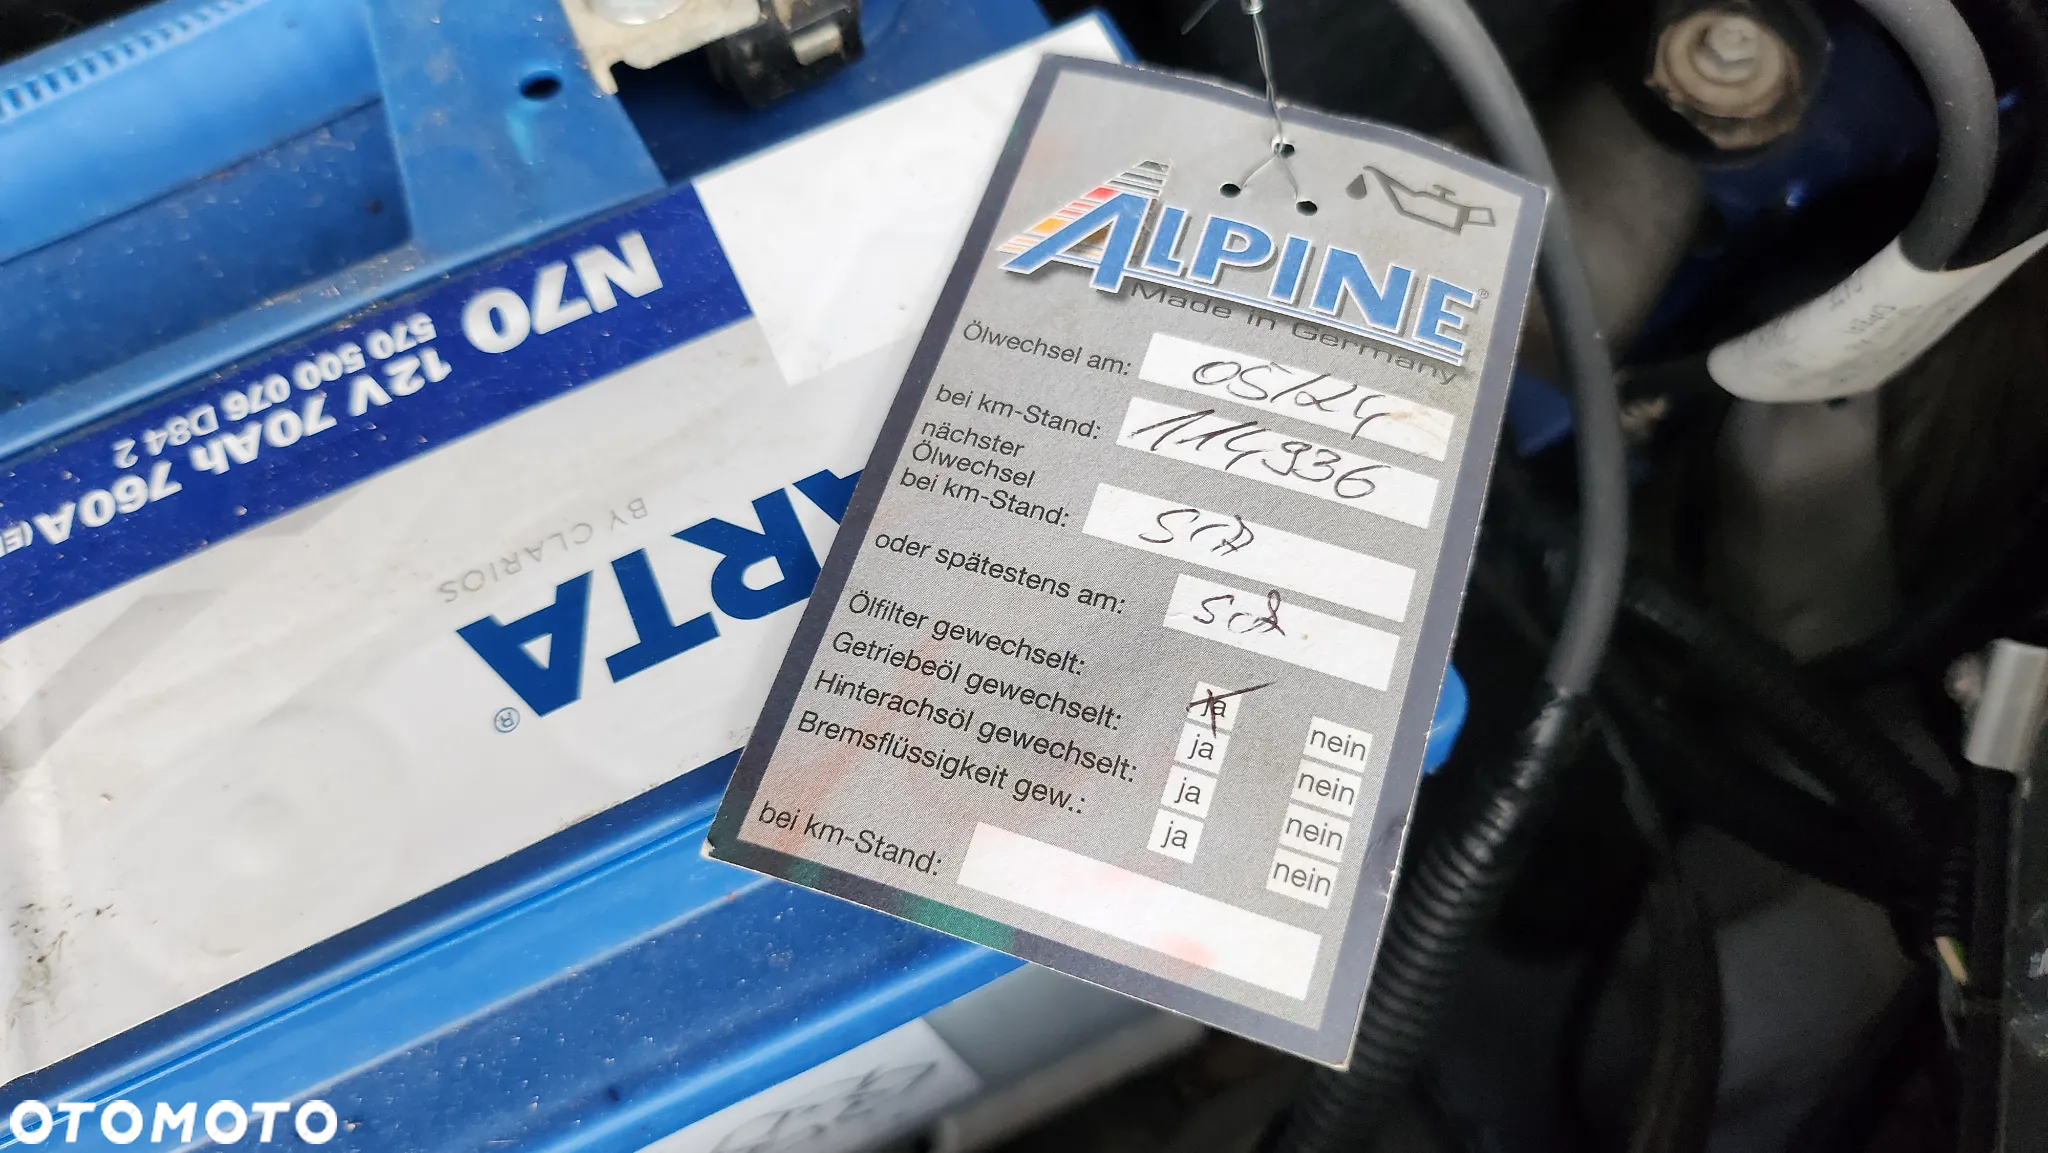 N70
12V 70Ah 760A
570 500 076 D84 2
VARTA®
BY CLARIOS
ALPINE®
Made in Germany
Ölwechsel am: 05/24
bei km-Stand: 114936
nächster
Ölwechsel
bei km-Stand:
oder spätestens am:
Ölfilter gewechselt: ja nein
Getriebeöl gewechselt: ja nein
Hinterachsöl gewechselt: ja nein
Bremsflüssigkeit gew.: ja nein
bei km-Stand:
OTOMOTO